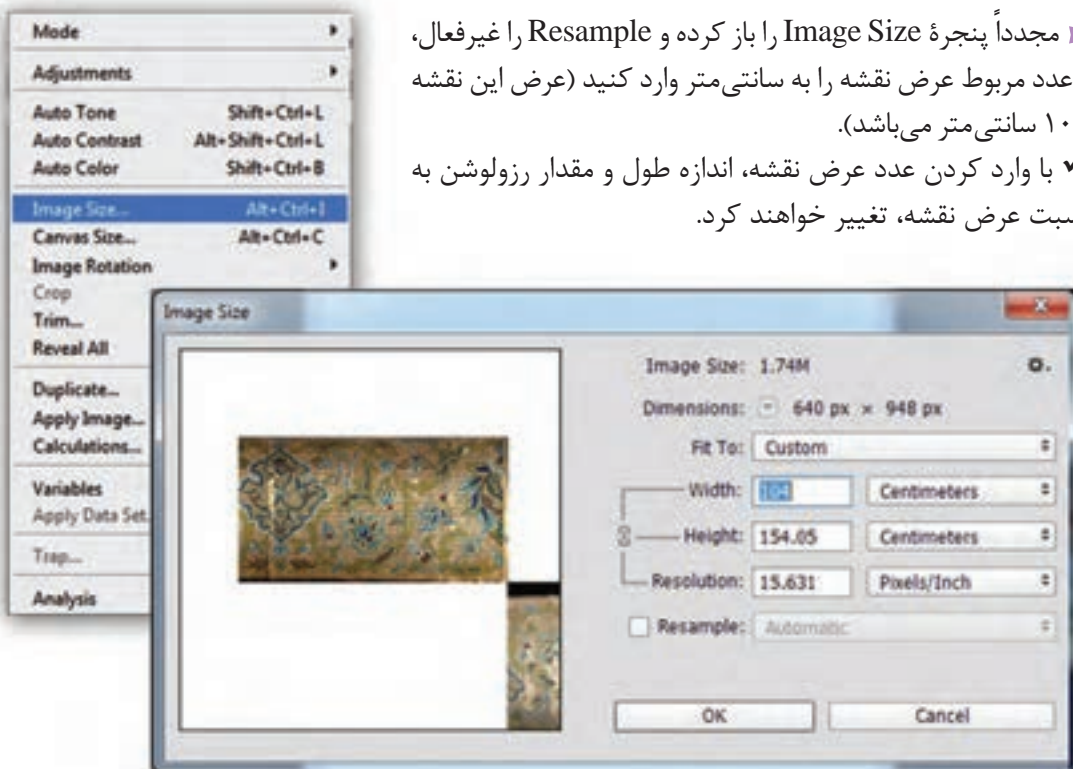 مجدداً پنجرهٔ Image Size را باز کرده و Resample را غیرفعال،
عدد مربوط عرض نقشه را به سانتی‌متر وارد کنید (عرض این نقشه
۱۰ سانتی‌متر می‌باشد).
✔ با وارد کردن عدد عرض نقشه، اندازه طول و مقدار رزولوشن به
سبت عرض نقشه، تغییر خواهند کرد.
Mode
Adjustments
Auto Tone Shift+Ctrl+L
Auto Contrast Alt+Shift+Ctrl+L
Auto Color Shift+Ctrl+B
Image Size... Alt+Ctrl+I
Canvas Size... Alt+Ctrl+C
Image Rotation
Crop
Trim...
Reveal All
Duplicate...
Apply Image...
Calculations...
Variables
Apply Data Set.
Trap...
Analysis
Image Size
Image Size: 1.74M
Dimensions: 640 px × 948 px
Fit To: Custom
Width: 104 Centimeters
Height: 154.05 Centimeters
Resolution: 15.631 Pixels/Inch
Resample: Automatic
OK Cancel